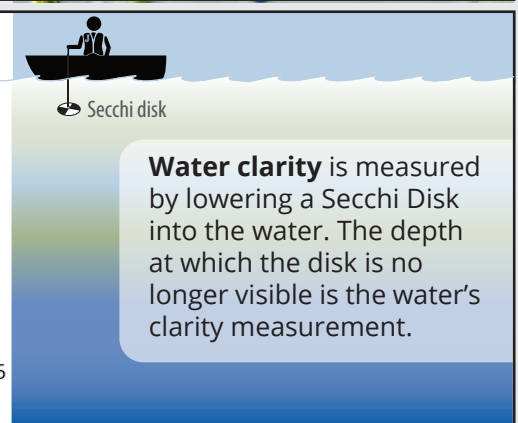 Secchi disk
Water clarity is measured
by lowering a Secchi Disk
into the water. The depth
at which the disk is no
longer visible is the water's
clarity measurement.
5